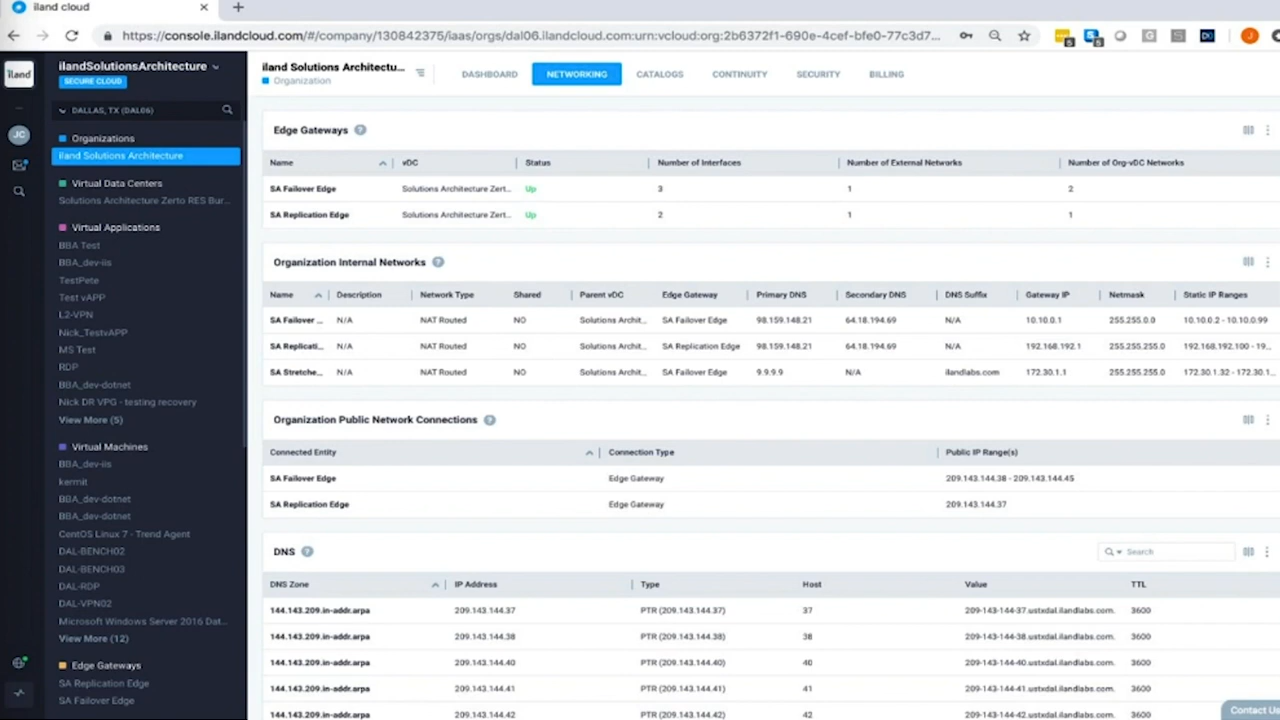 iland cloud
https://console.ilandcloud.com/#/company/130842375/iaas/orgs/dal06.ilandcloud.com:urn:vcloud:org:2b6372f1-690e-4cef-bfe0-77c3d7...
iland
ilandSolutionsArchitecture
SECURE CLOUD
DALLAS, TX (DAL06)
JC
Organizations
iland Solutions Architecture
Virtual Data Centers
Solutions Architecture Zerto RES Bur...
Virtual Applications
BBA Test
BBA_dev-iis
TestPete
Test vAPP
L2-VPN
Nick_TestvAPP
MS Test
RDP
BBA_dev-dotnet
Nick DR VPG - testing recovery
View More (5)
Virtual Machines
BBA_dev-iis
kermit
BBA_dev-dotnet
BBA_dev-dotnet
CentOS Linux 7 - Trend Agent
DAL-BENCH02
DAL-BENCH03
DAL-RDP
DAL-VPN02
Microsoft Windows Server 2016 Dat...
View More (12)
Edge Gateways
SA Replication Edge
SA Failover Edge
iland Solutions Architectu...
Organization
DASHBOARD NETWORKING CATALOGS CONTINUITY SECURITY BILLING
Edge Gateways
Name vDC Status Number of Interfaces Number of External Networks Number of Org-vDC Networks
SA Failover Edge Solutions Architecture Zert... Up 3 1 2
SA Replication Edge Solutions Architecture Zert... Up 2 1 1
Organization Internal Networks
Name Description Network Type Shared Parent vDC Edge Gateway Primary DNS Secondary DNS DNS Suffix Gateway IP Netmask Static IP Ranges
SA Failover ... N/A NAT Routed NO Solutions Archit... SA Failover Edge 98.159.148.21 64.18.194.69 N/A 10.10.0.1 255.255.0.0 10.10.0.2 - 10.10.0.99
SA Replicati... N/A NAT Routed NO Solutions Archit... SA Replication Edge 98.159.148.21 64.18.194.69 N/A 192.168.192.1 255.255.255.0 192.168.192.100 - 19...
SA Stretche... N/A NAT Routed NO Solutions Archit... SA Failover Edge 9.9.9.9 N/A ilandlabs.com 172.30.1.1 255.255.255.0 172.30.1.32 - 172.30.1...
Organization Public Network Connections
Connected Entity Connection Type Public IP Range(s)
SA Failover Edge Edge Gateway 209.143.144.38 - 209.143.144.45
SA Replication Edge Edge Gateway 209.143.144.37
DNS
Search
DNS Zone IP Address Type Host Value TTL
144.143.209.in-addr.arpa 209.143.144.37 PTR (209.143.144.37) 37 209-143-144-37.ustxdal.ilandlabs.com. 3600
144.143.209.in-addr.arpa 209.143.144.38 PTR (209.143.144.38) 38 209-143-144-38.ustxdal.ilandlabs.com. 3600
144.143.209.in-addr.arpa 209.143.144.40 PTR (209.143.144.40) 40 209-143-144-40.ustxdal.ilandlabs.com. 3600
144.143.209.in-addr.arpa 209.143.144.41 PTR (209.143.144.41) 41 209-143-144-41.ustxdal.ilandlabs.com. 3600
144.143.209.in-addr.arpa 209.143.144.42 PTR (209.143.144.42) 42 209-143-144-42.ustxdal.ilandlabs.com. 3600
Contact Us